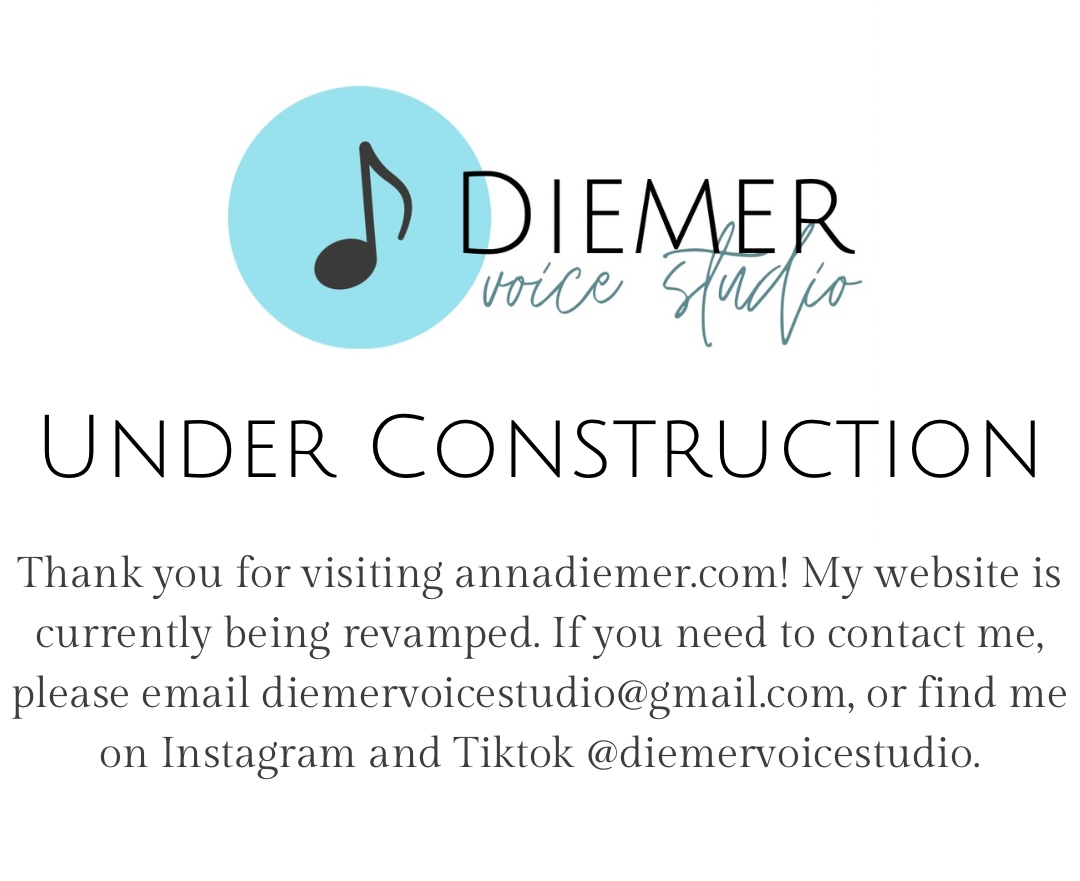 DIEMER
voice studio
UNDER CONSTRUCTION
Thank you for visiting annadiemer.com! My website is
currently being revamped. If you need to contact me,
please email diemervoicestudio@gmail.com, or find me
on Instagram and Tiktok @diemervoicestudio.